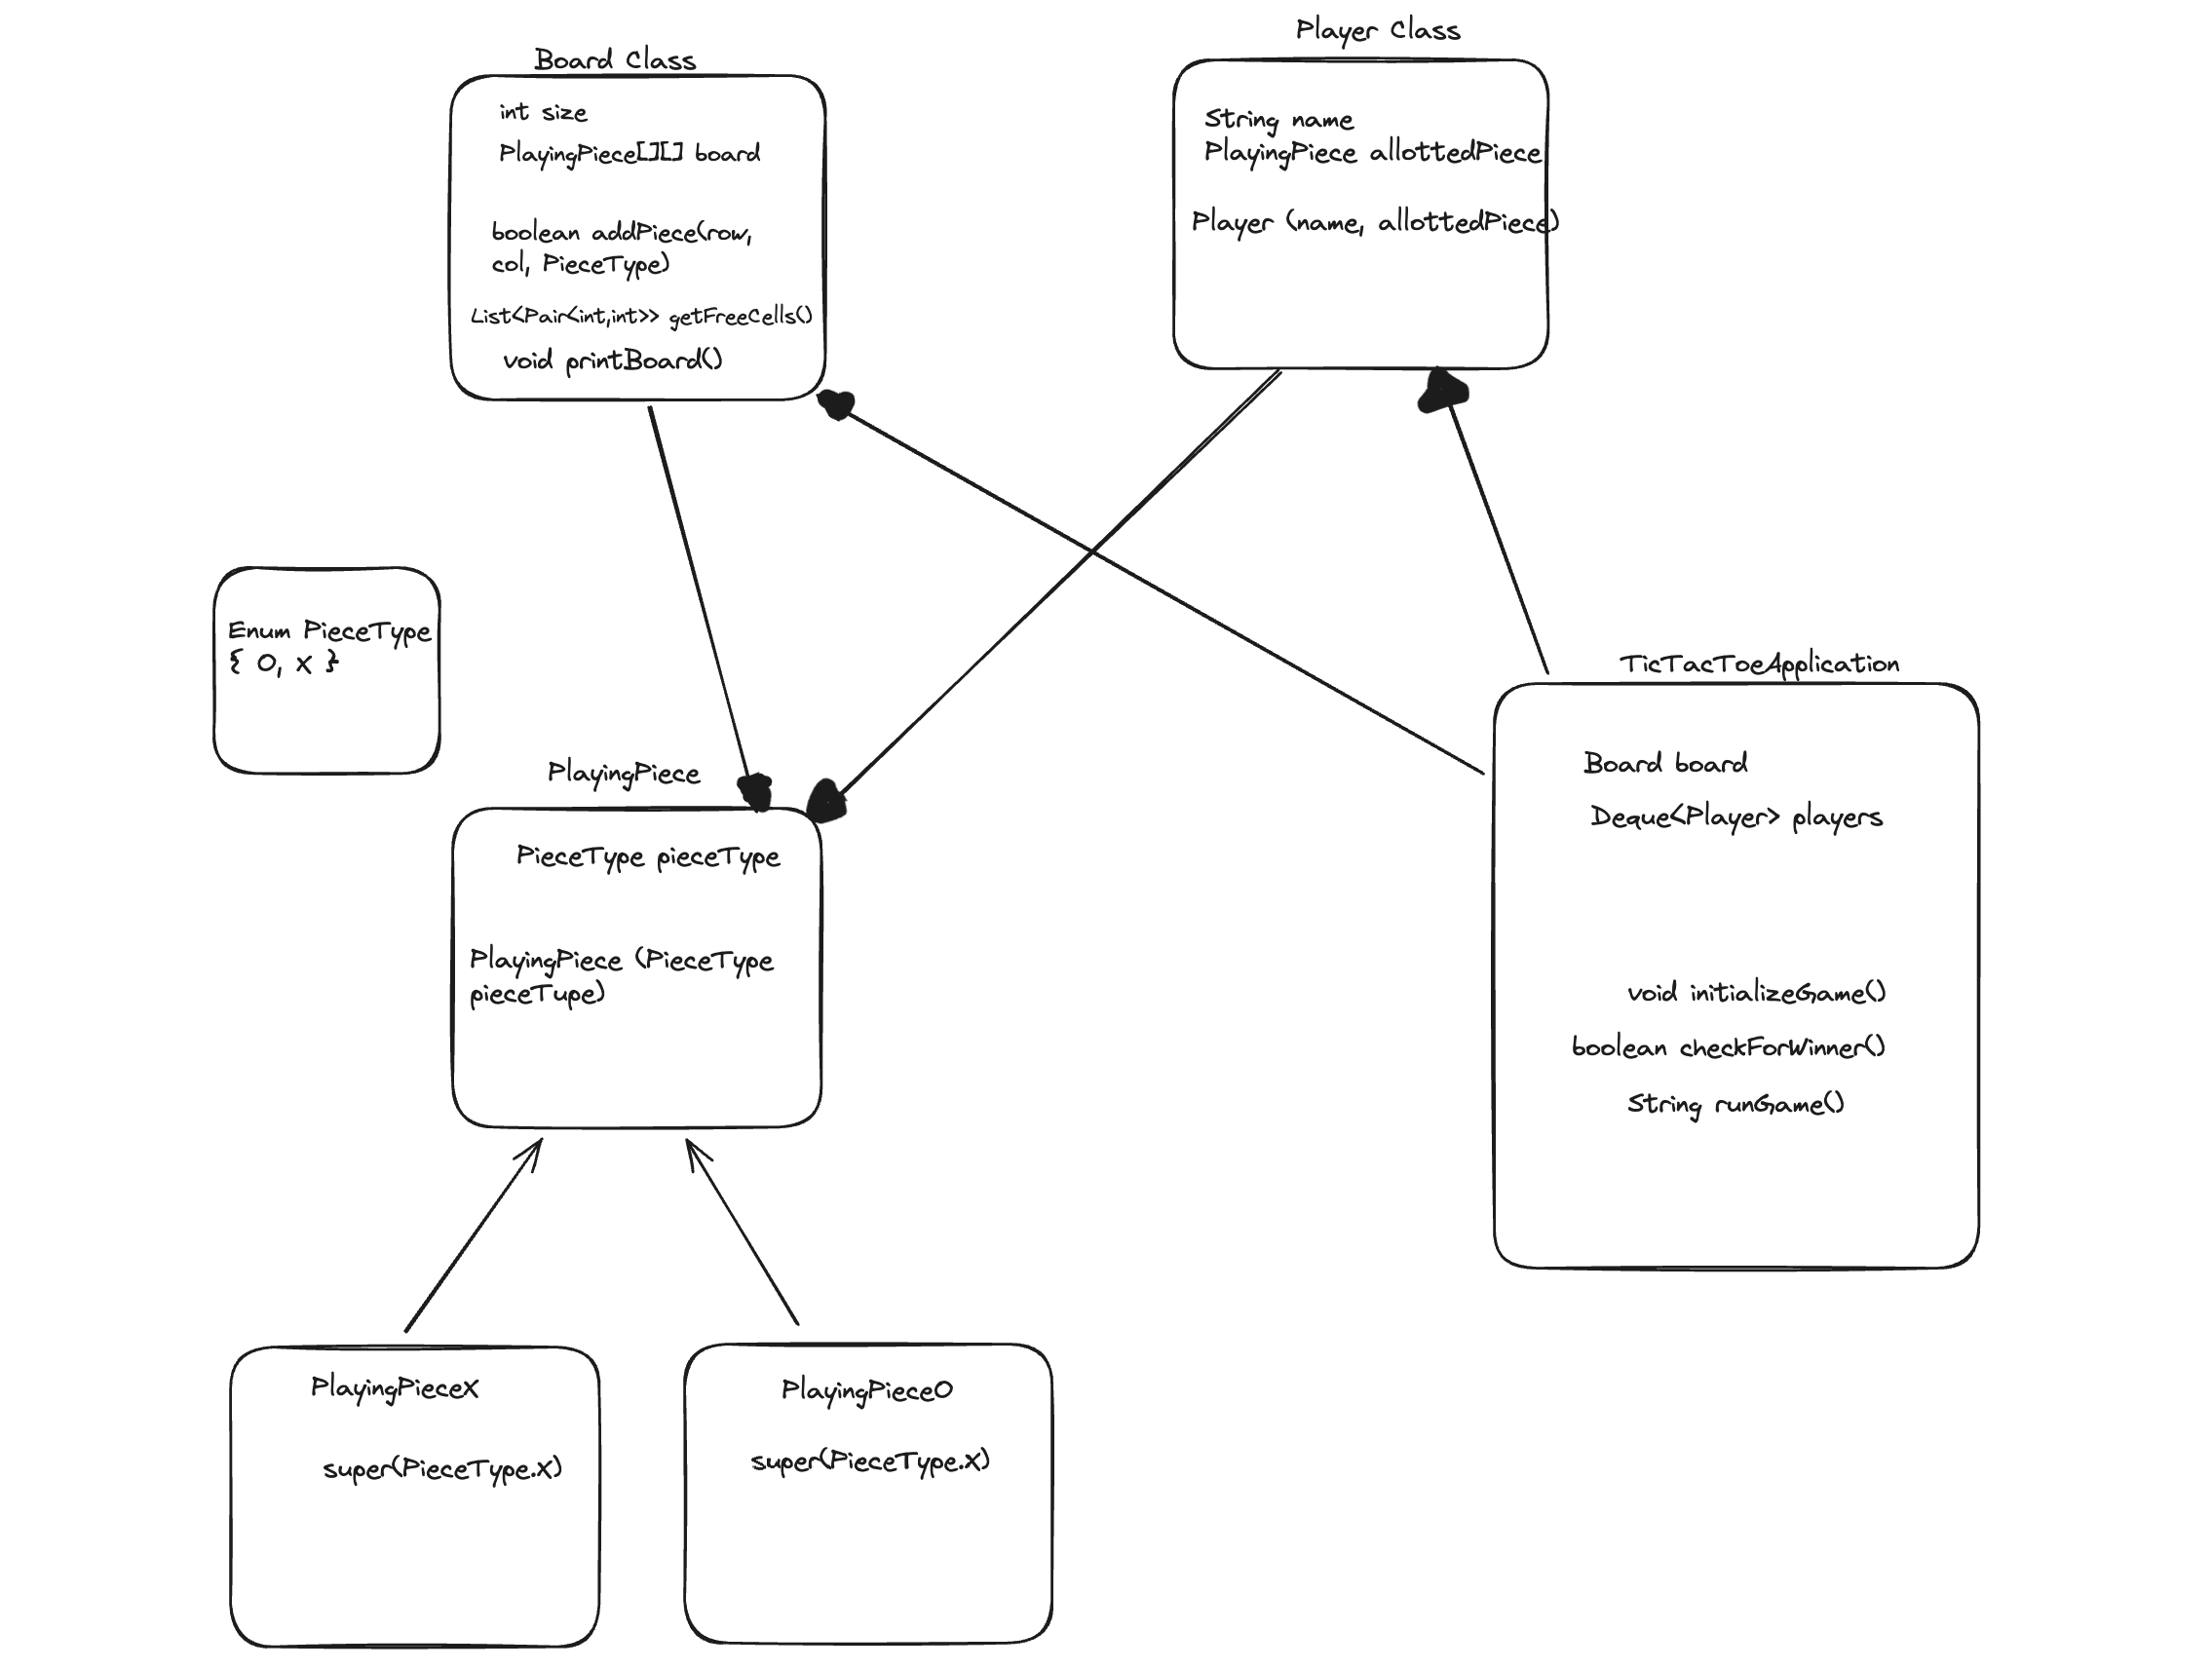 Board Class
int size
PlayingPiece[][] board
boolean addPiece(row,
col, PieceType)
List<Pair<int,int>> getFreeCells()
void printBoard()
Player Class
String name
PlayingPiece allottedPiece
Player (name, allottedPiece)
Enum PieceType
{ O, X }
PlayingPiece
PieceType pieceType
PlayingPiece (PieceType
pieceTupe)
TicTacToeApplication
Board board
Deque<Player> players
void initializeGame()
boolean checkForWinner()
String runGame()
PlayingPieceX
super(PieceType.X)
PlayingPieceO
super(PieceType.X)